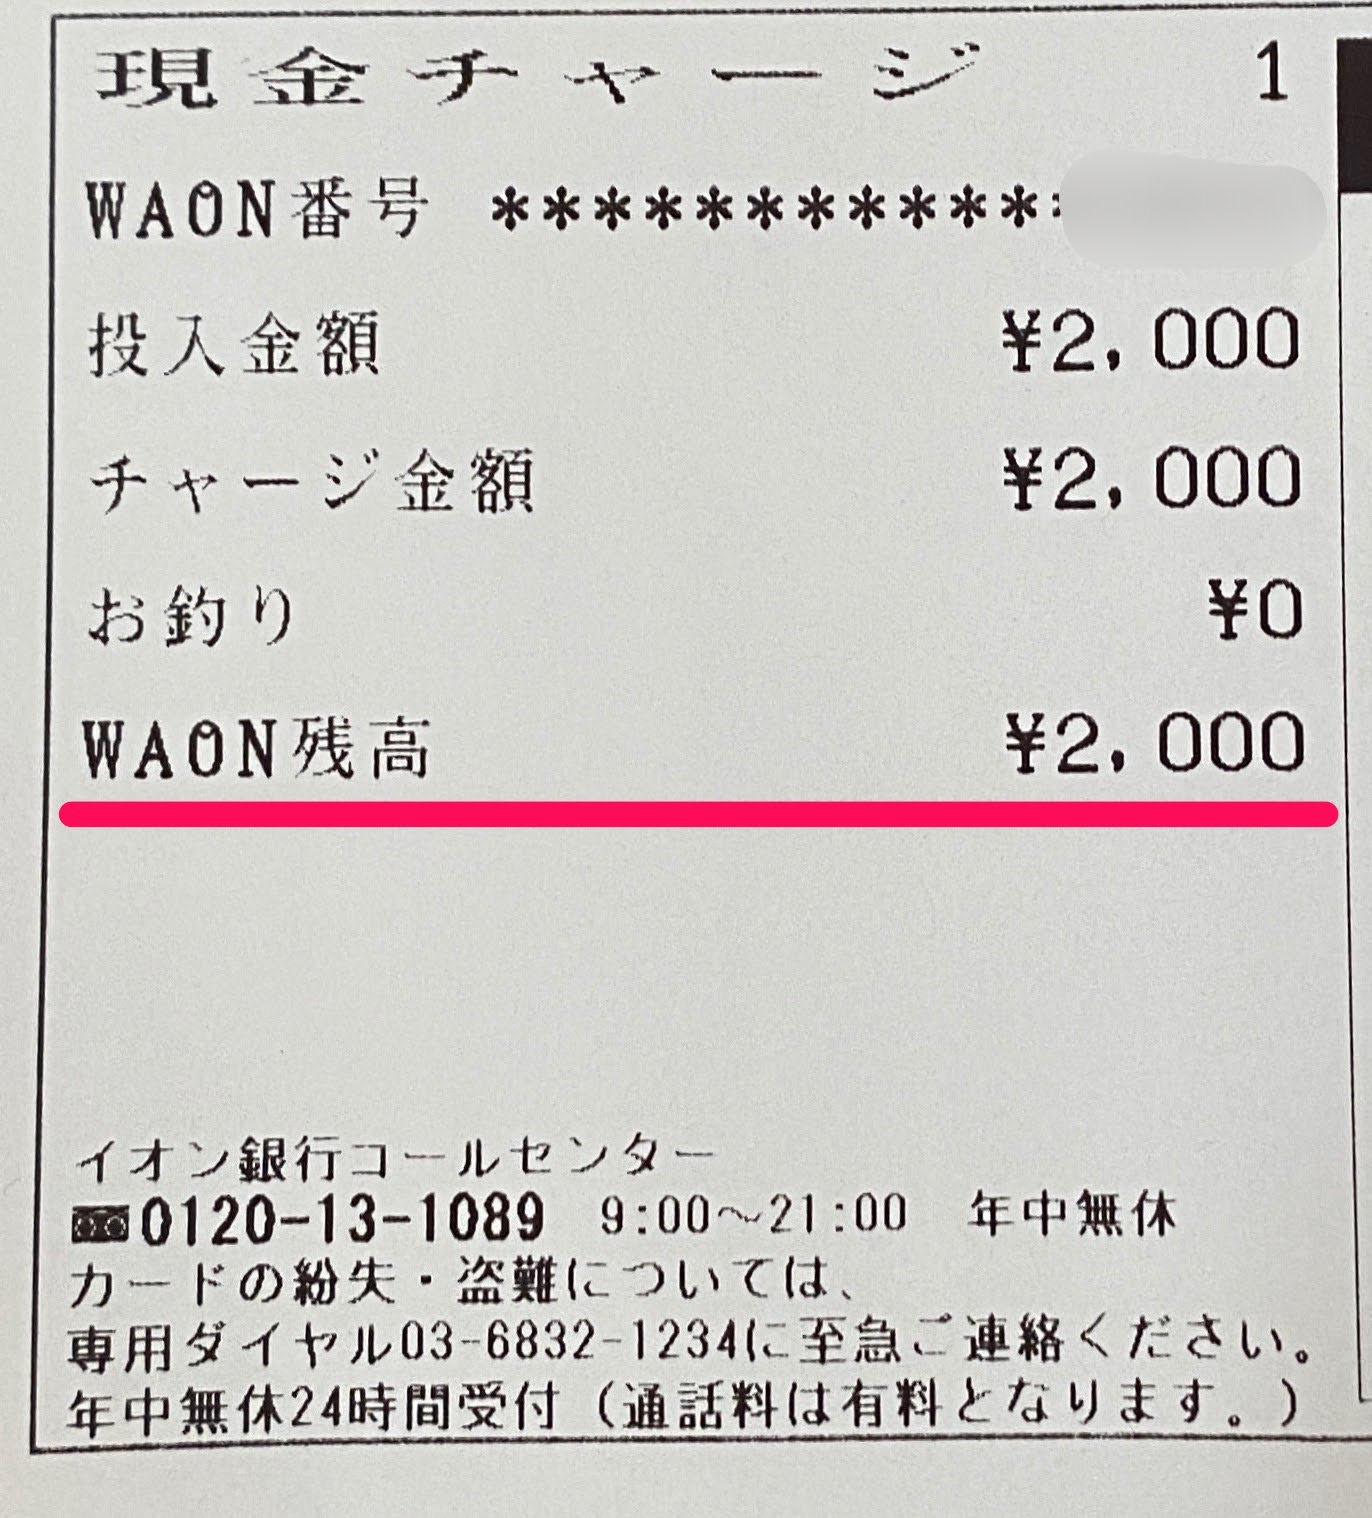 現金チャージ 1
WAON番号 ***********
投入金額 ¥2,000
チャージ金額 ¥2,000
お釣り ¥0
WAON残高 ¥2,000
イオン銀行コールセンター
0120-13-1089 9:00～21:00 年中無休
カードの紛失・盗難については、
専用ダイヤル03-6832-1234に至急ご連絡ください。
年中無休24時間受付（通話料は有料となります。）